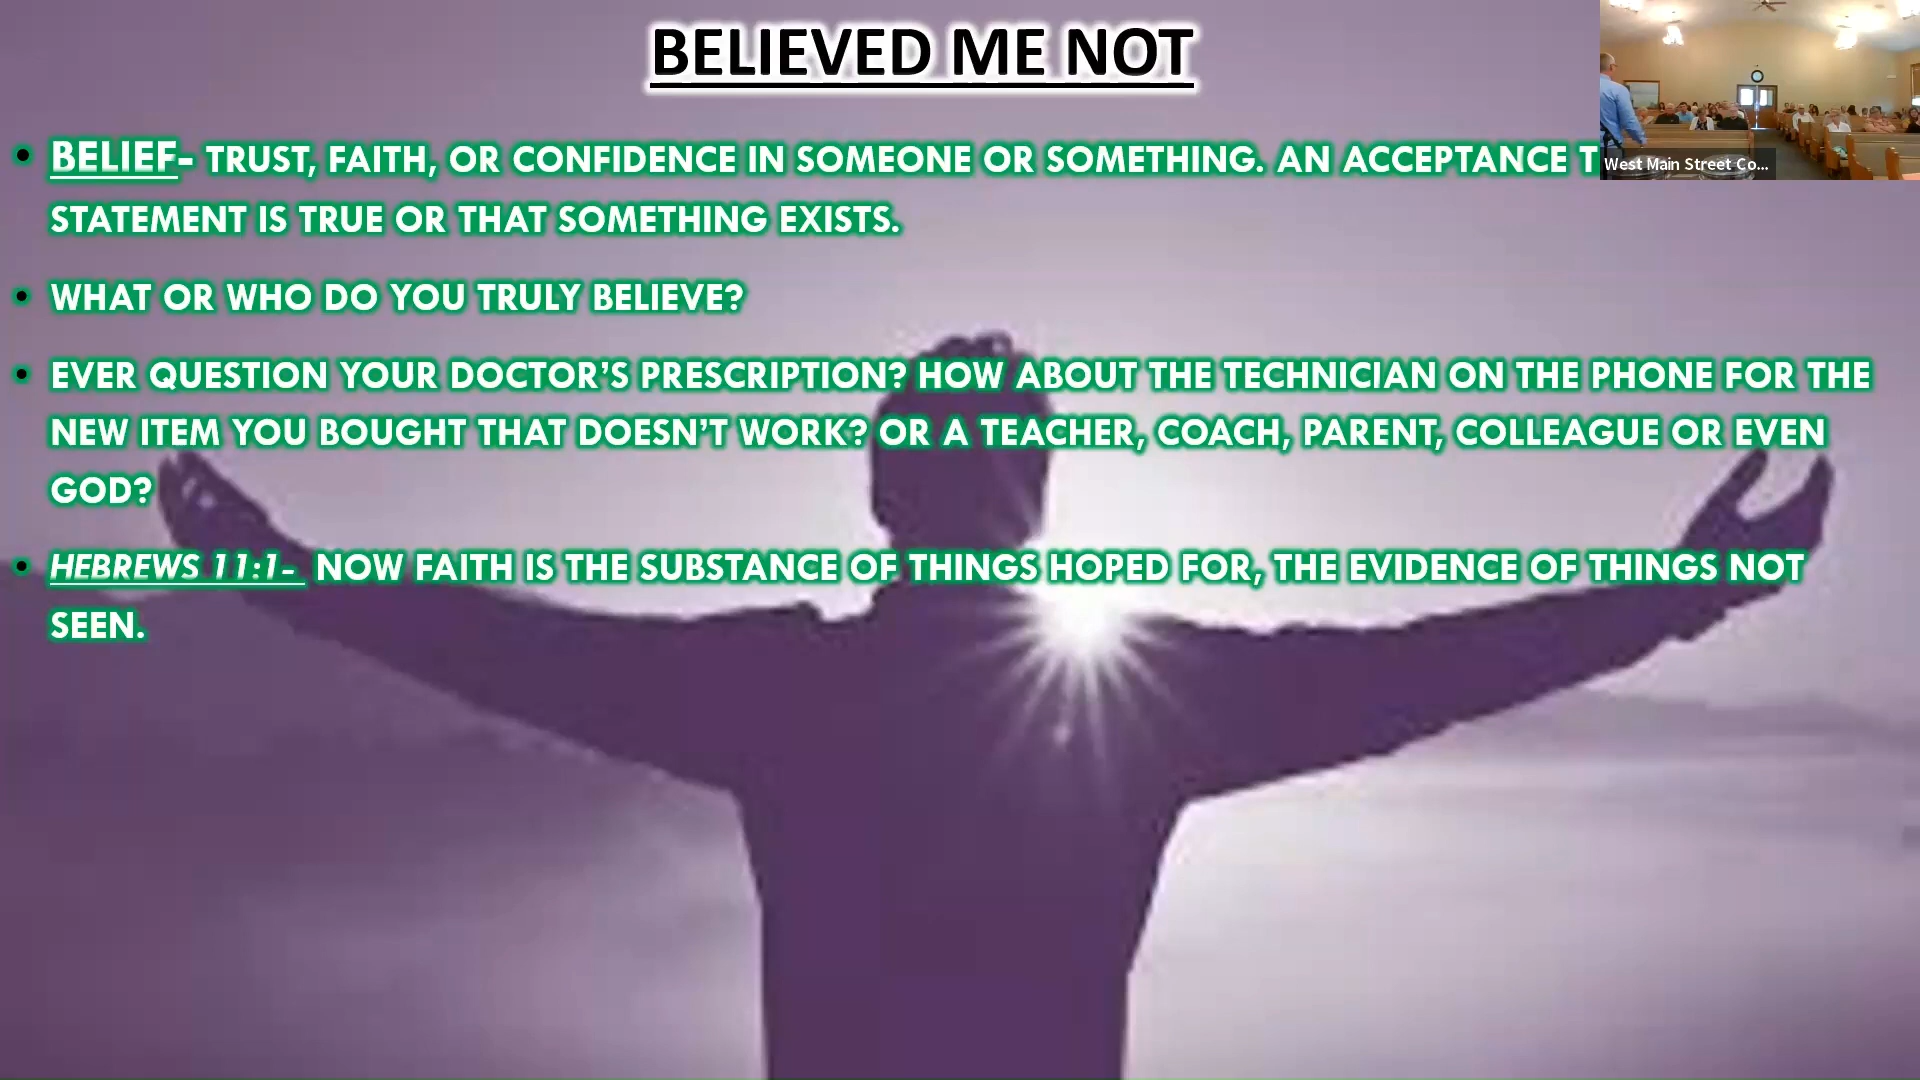 BELIEVED ME NOT
• BELIEF- TRUST, FAITH, OR CONFIDENCE IN SOMEONE OR SOMETHING. AN ACCEPTANCE T
STATEMENT IS TRUE OR THAT SOMETHING EXISTS.
• WHAT OR WHO DO YOU TRULY BELIEVE?
• EVER QUESTION YOUR DOCTOR'S PRESCRIPTION? HOW ABOUT THE TECHNICIAN ON THE PHONE FOR THE
NEW ITEM YOU BOUGHT THAT DOESN'T WORK? OR A TEACHER, COACH, PARENT, COLLEAGUE OR EVEN
GOD?
• HEBREWS 11:1- NOW FAITH IS THE SUBSTANCE OF THINGS HOPED FOR, THE EVIDENCE OF THINGS NOT
SEEN.
West Main Street Co...